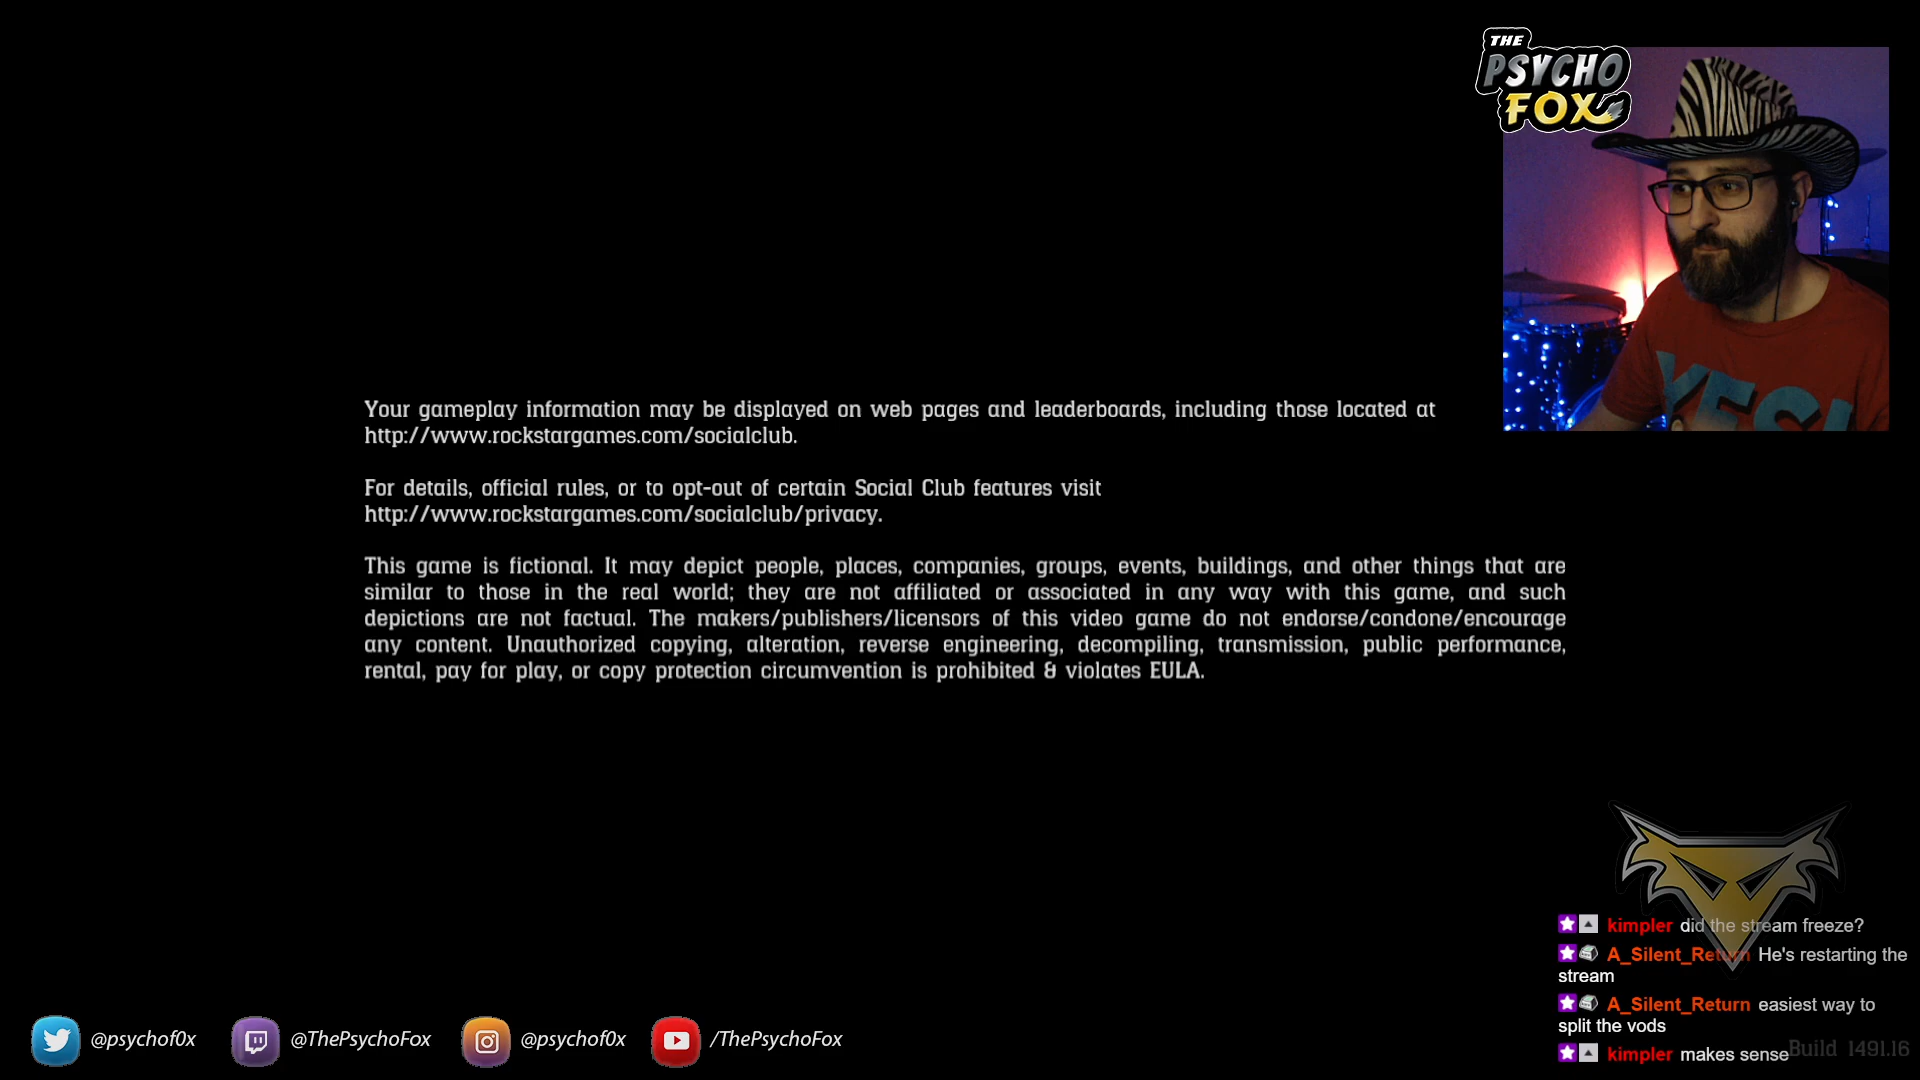 THE
PSYCHO
FOX
YES!
Your gameplay information may be displayed on web pages and leaderboards, including those located at
http://www.rockstargames.com/socialclub.
For details, official rules, or to opt-out of certain Social Club features visit
http://www.rockstargames.com/socialclub/privacy.
This game is fictional. It may depict people, places, companies, groups, events, buildings, and other things that are
similar to those in the real world; they are not affiliated or associated in any way with this game, and such
depictions are not factual. The makers/publishers/licensors of this video game do not endorse/condone/encourage
any content. Unauthorized copying, alteration, reverse engineering, decompiling, transmission, public performance,
rental, pay for play, or copy protection circumvention is prohibited & violates EULA.
kimpler did the stream freeze?
A_Silent_Return He's restarting the
stream
A_Silent_Return easiest way to
split the vods
kimpler makes sense
Build 1491.16
@psychof0x
@ThePsychoFox
@psychof0x
/ThePsychoFox